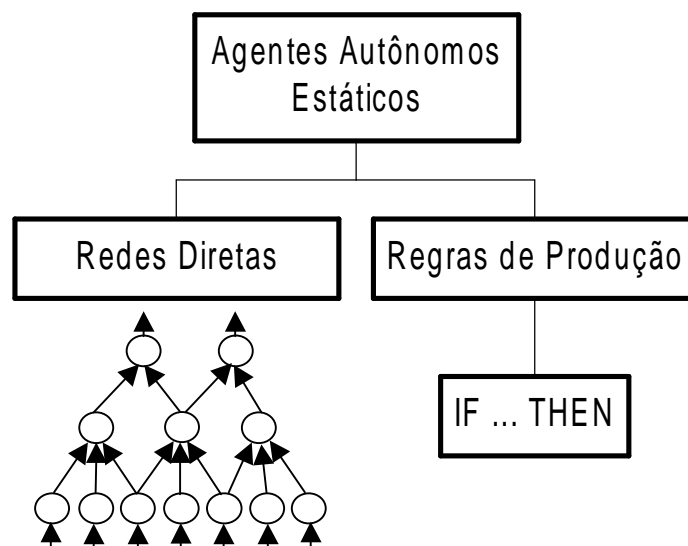 Agentes Autônomos
Estáticos
Redes Diretas
Regras de Produção
IF ... THEN